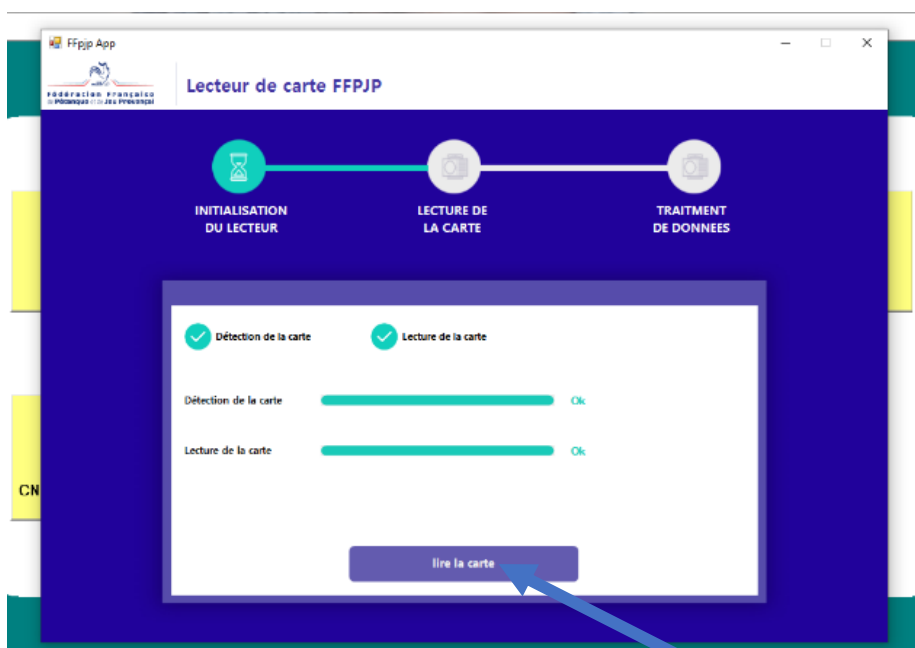 FFpjp App
Fédération Française
de Pétanque et de Jeu Provençal
Lecteur de carte FFPJP
INITIALISATION
DU LECTEUR
LECTURE DE
LA CARTE
TRAITMENT
DE DONNEES
Détection de la carte
Lecture de la carte
Détection de la carte
Ok
Lecture de la carte
Ok
CN
lire la carte